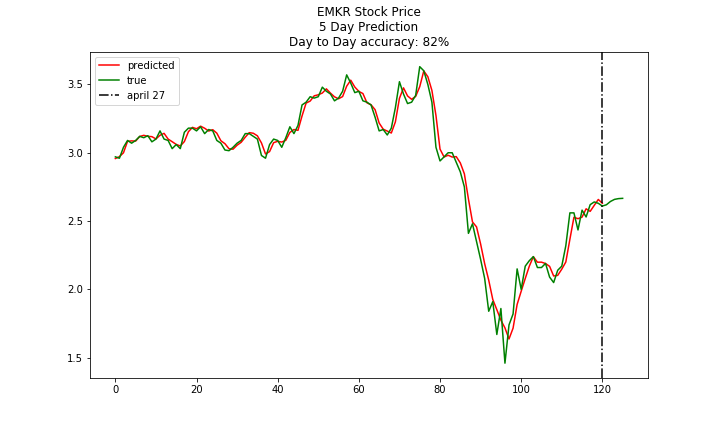 EMKR Stock Price
5 Day Prediction
Day to Day accuracy: 82%
predicted
true
april 27
3.5
3.0
2.5
2.0
1.5
0 20 40 60 80 100 120